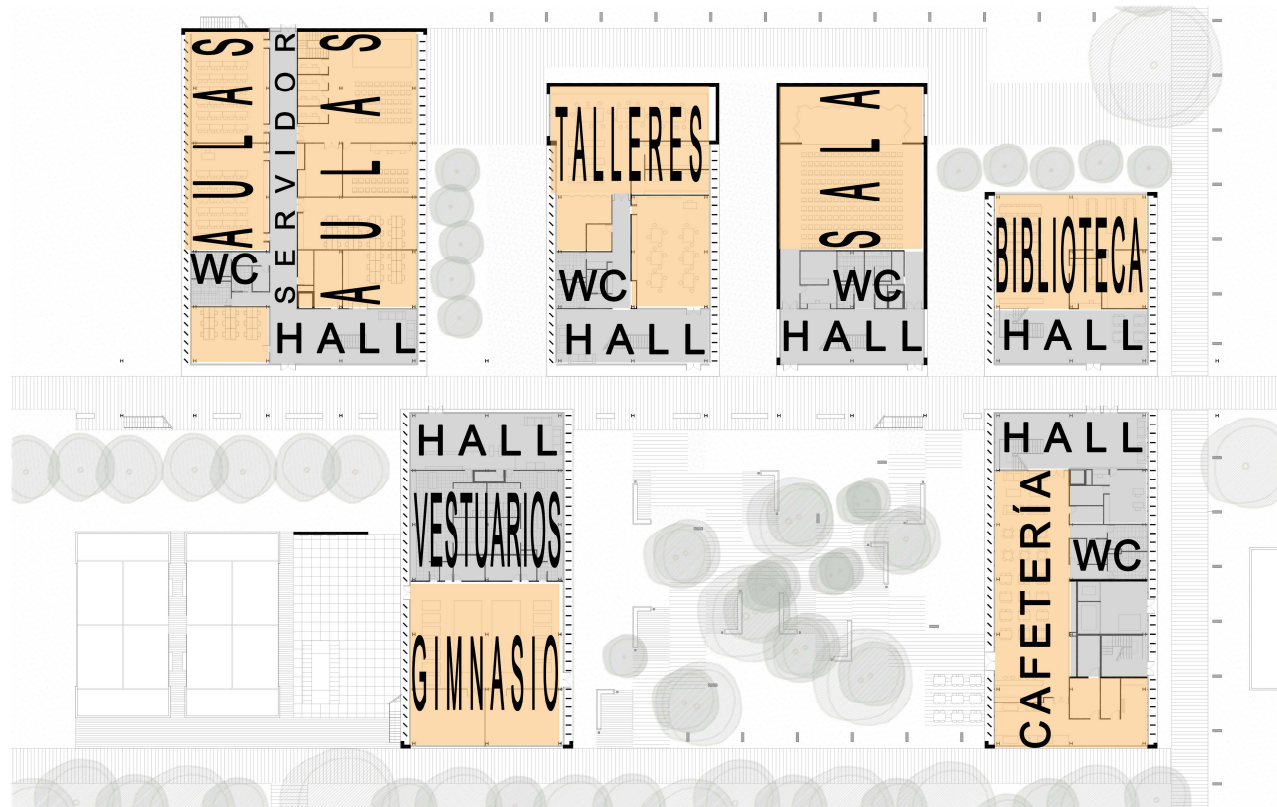 AULAS
SERVIDOR
AULAS
WC
HALL
TALLERES
WC
HALL
SALA
WC
HALL
BIBLIOTECA
HALL
HALL
VESTUARIOS
GIMNASIO
HALL
CAFETERÍA
WC